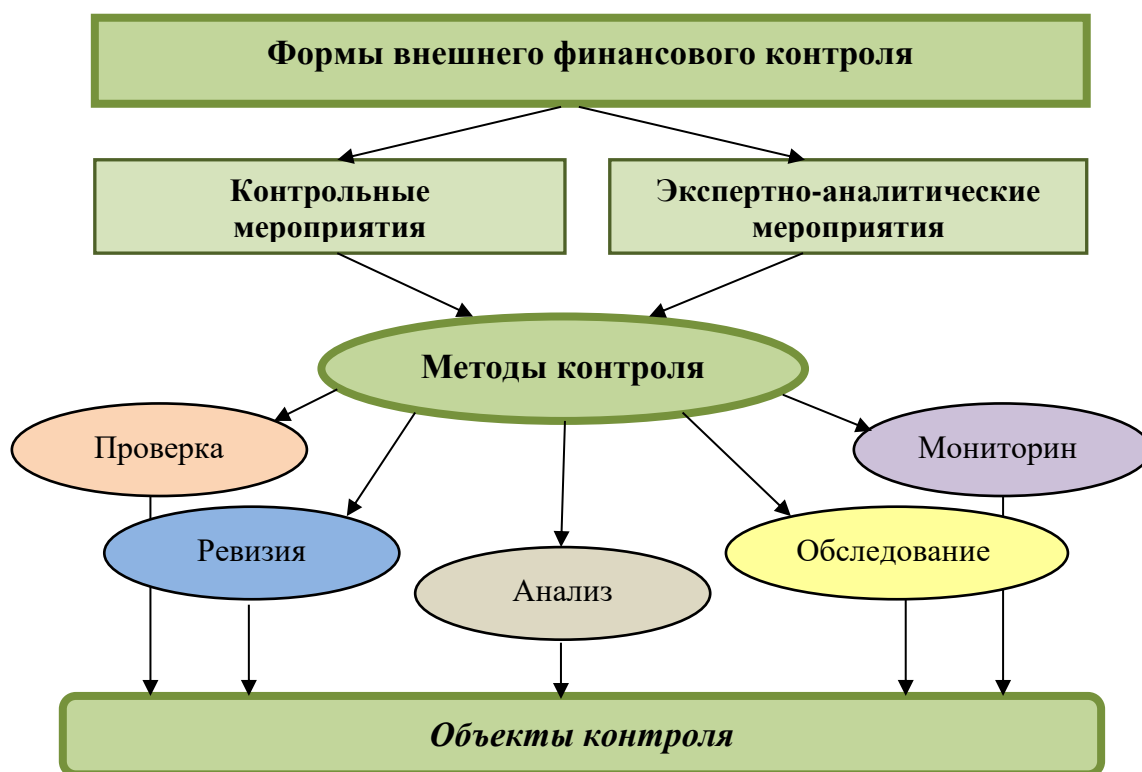 Формы внешнего финансового контроля
Контрольные
мероприятия
Экспертно-аналитические
мероприятия
Методы контроля
Проверка
Мониторин
Ревизия
Обследование
Анализ
Объекты контроля